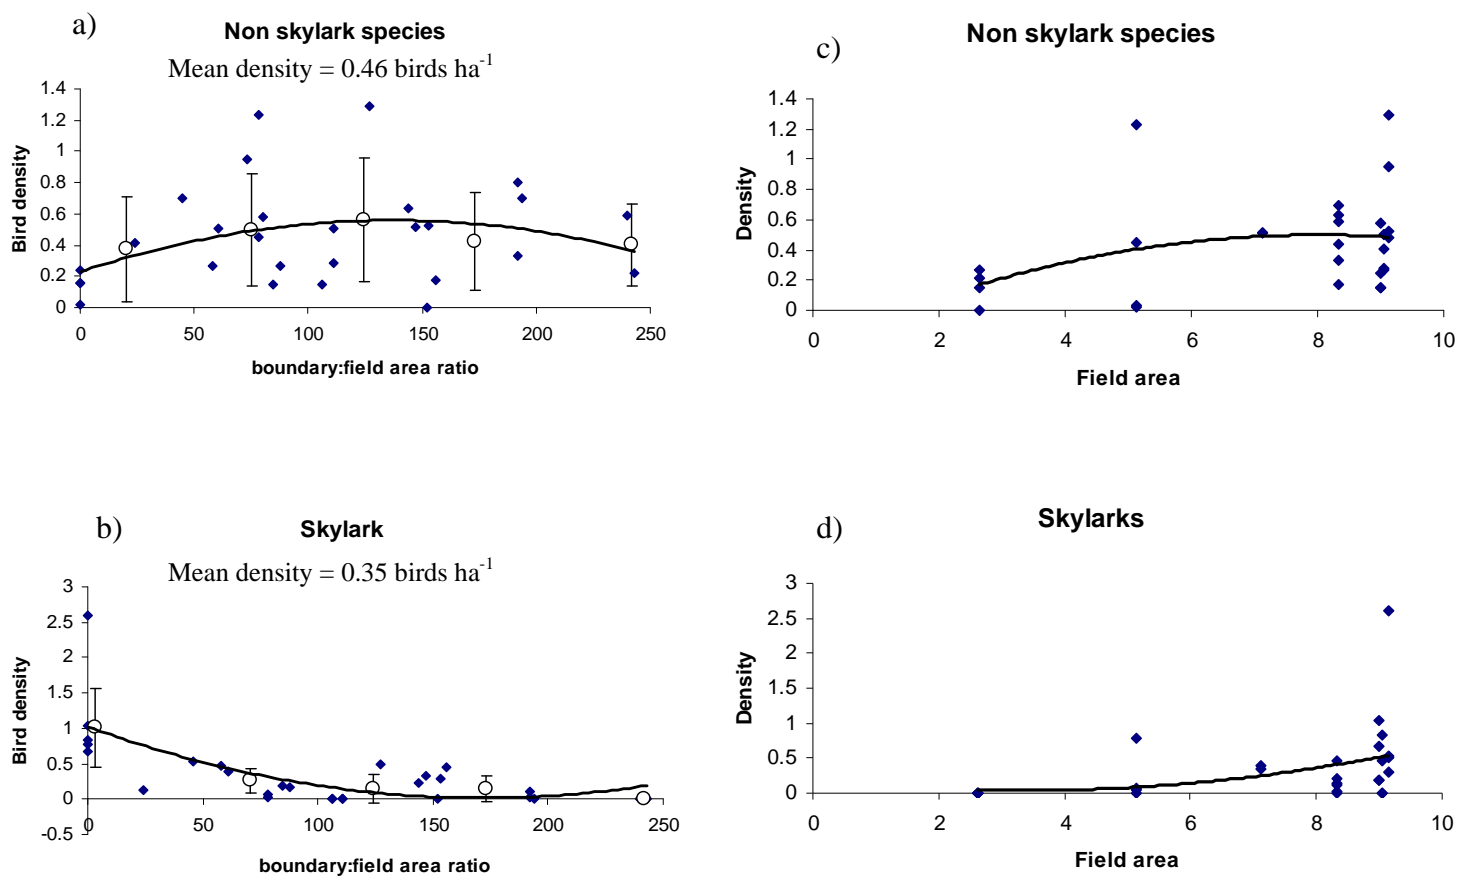 a)
Non skylark species
Mean density = 0.46 birds ha-1
1.4
1.2
1
0.8
0.6
0.4
0.2
0
Bird density
0 50 100 150 200 250
boundary:field area ratio
c)
Non skylark species
1.4
1.2
1
0.8
0.6
0.4
0.2
0
Density
0 2 4 6 8 10
Field area
b)
Skylark
Mean density = 0.35 birds ha-1
3
2.5
2
1.5
1
0.5
0
-0.5
Bird density
0 50 100 150 200 250
boundary:field area ratio
d)
Skylarks
3
2.5
2
1.5
1
0.5
0
Density
0 2 4 6 8 10
Field area